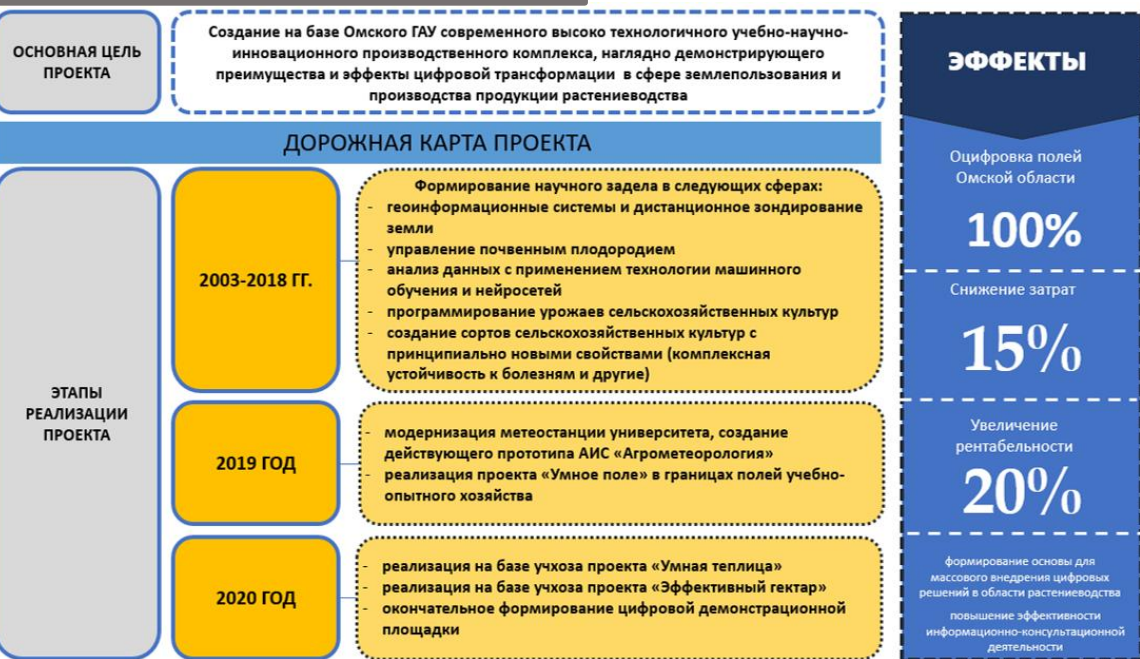 ОСНОВНАЯ ЦЕЛЬ
ПРОЕКТА
Создание на базе Омского ГАУ современного высоко технологичного учебно-научно-
инновационного производственного комплекса, наглядно демонстрирующего
преимущества и эффекты цифровой трансформации в сфере землепользования и
производства продукции растениеводства
ДОРОЖНАЯ КАРТА ПРОЕКТА
ЭТАПЫ
РЕАЛИЗАЦИИ
ПРОЕКТА
2003-2018 ГГ.
Формирование научного задела в следующих сферах:
- геоинформационные системы и дистанционное зондирование
земли
- управление почвенным плодородием
- анализ данных с применением технологии машинного
обучения и нейросетей
- программирование урожаев сельскохозяйственных культур
- создание сортов сельскохозяйственных культур с
принципиально новыми свойствами (комплексная
устойчивость к болезням и другие)
2019 ГОД
- модернизация метеостанции университета, создание
действующего прототипа АИС «Агрометеорология»
- реализация проекта «Умное поле» в границах полей учебно-
опытного хозяйства
2020 ГОД
- реализация на базе учхоза проекта «Умная теплица»
- реализация на базе учхоза проекта «Эффективный гектар»
- окончательное формирование цифровой демонстрационной
площадки
ЭФФЕКТЫ
Оцифровка полей
Омской области
100%
Снижение затрат
15%
Увеличение
рентабельности
20%
формирование основы для
массового внедрения цифровых
решений в области растениеводства
повышение эффективности
информационно-консультационной
деятельности